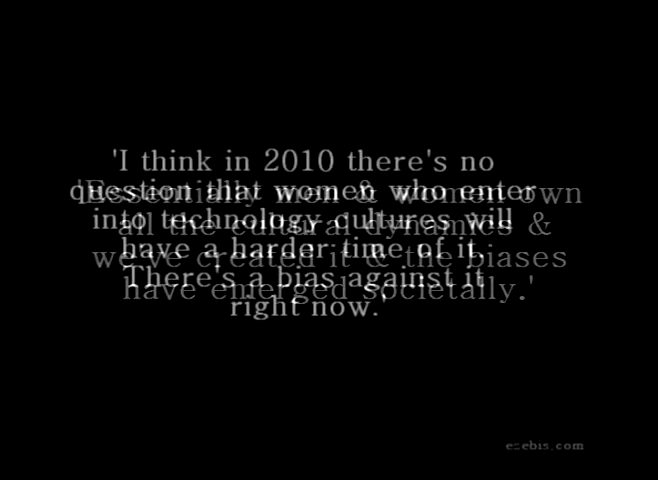 'I think in 2010 there's no
question that women who enter
into technology cultures will
have a harder time of it.
There's a bias against it
right now.'
'Essentially men & women own
all the cultural dynamics &
we've created it & the biases
have emerged societally.'
ezebis.com